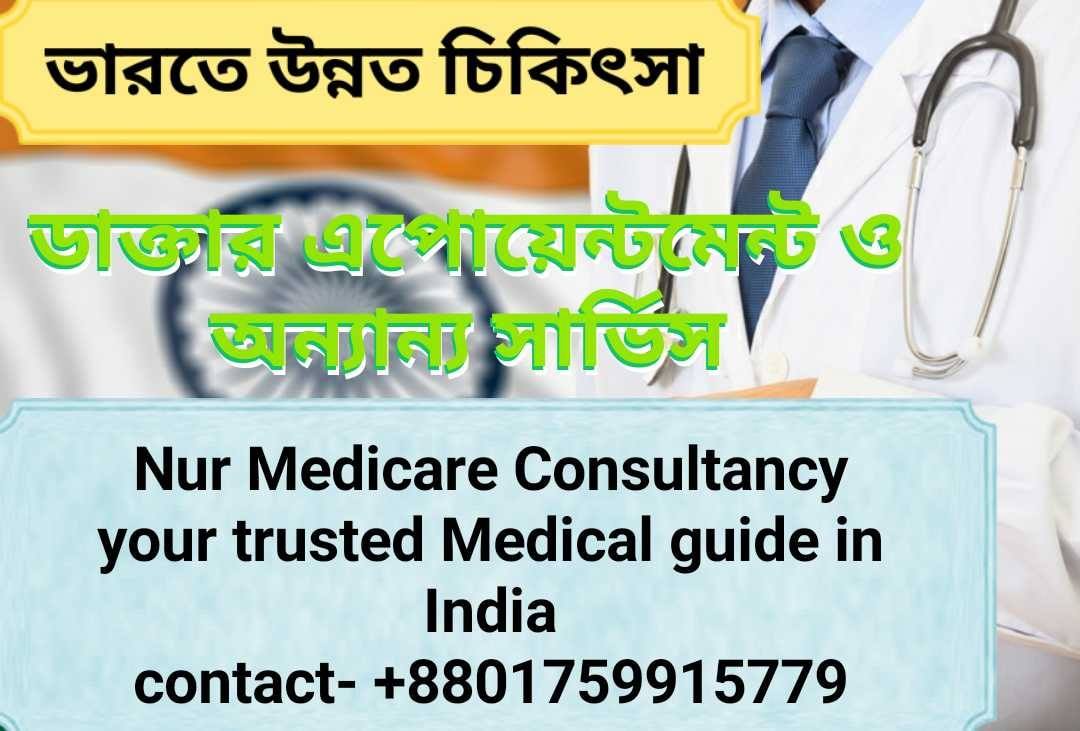 ভারতে উন্নত চিকিৎসা
ডাক্তার এপোয়েন্টমেন্ট ও
অন্যান্য সার্ভিস
Nur Medicare Consultancy
your trusted Medical guide in
India
contact- +8801759915779